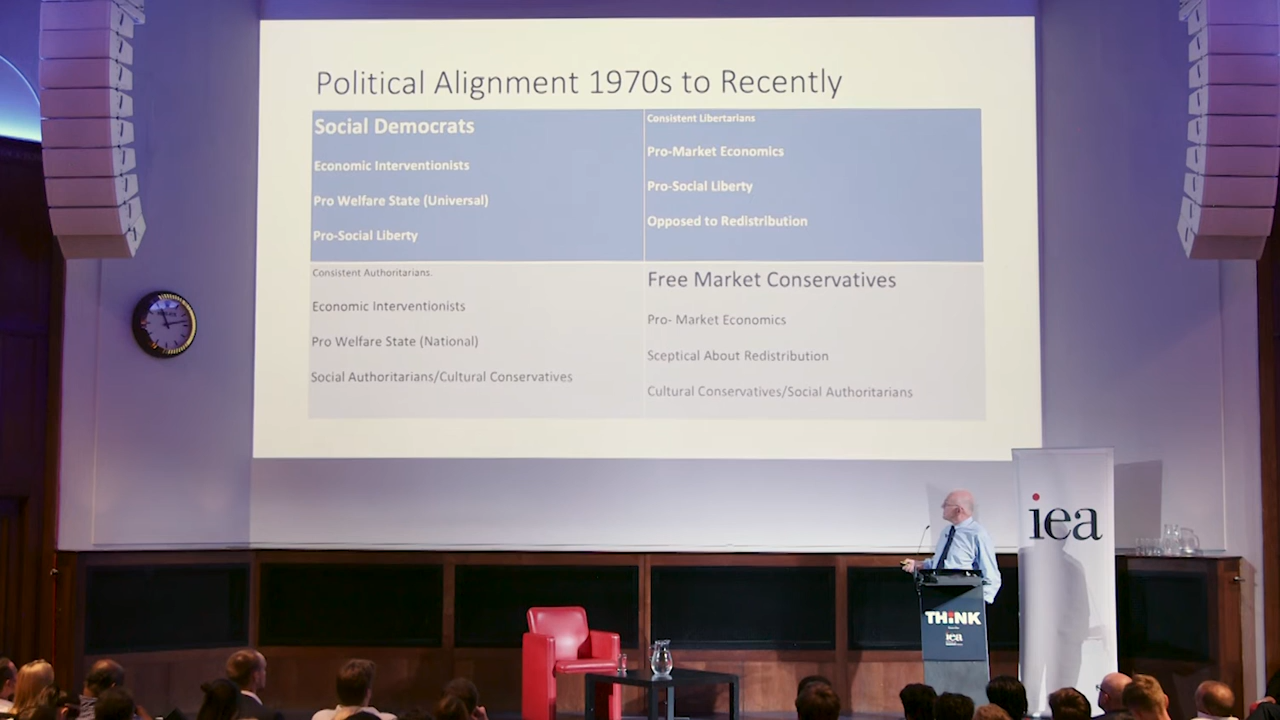 Political Alignment 1970s to Recently
Social Democrats
Economic Interventionists
Pro Welfare State (Universal)
Pro-Social Liberty
Consistent Libertarians
Pro-Market Economics
Pro-Social Liberty
Opposed to Redistribution
Consistent Authoritarians.
Economic Interventionists
Pro Welfare State (National)
Social Authoritarians/Cultural Conservatives
Free Market Conservatives
Pro- Market Economics
Sceptical About Redistribution
Cultural Conservatives/Social Authoritarians
iea
THINK
iea